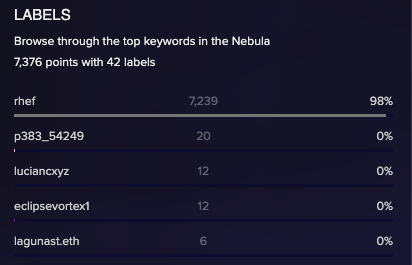 LABELS
Browse through the top keywords in the Nebula
7,376 points with 42 labels
rhef 7,239 98%
p383_54249 20 0%
luciancxyz 12 0%
eclipsevortex1 12 0%
lagunast.eth 6 0%